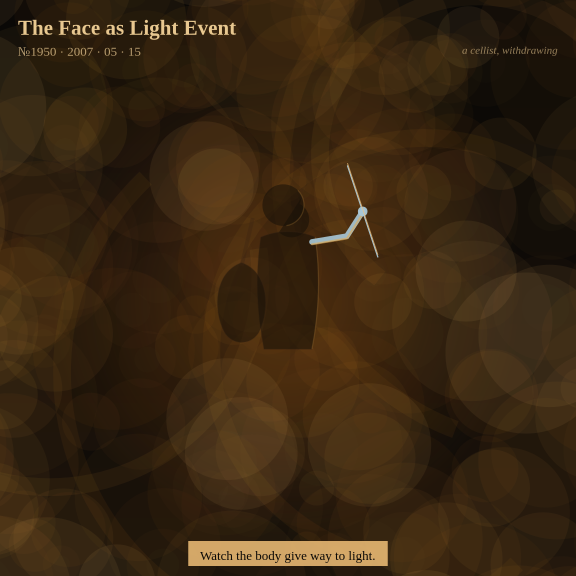 The Face as Light Event
№1950 · 2007 · 05 · 15
a cellist, withdrawing
Watch the body give way to light.